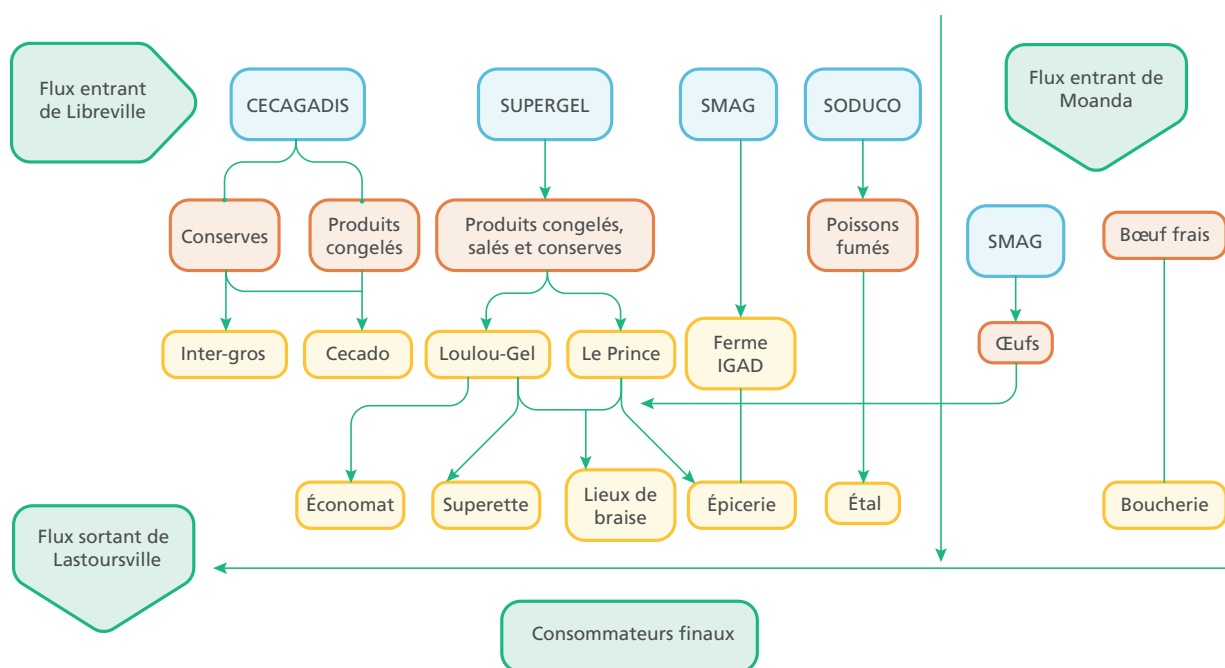 Flux entrant
de Libreville
CECAGADIS
SUPERGEL
SMAG
SODUCO
Flux entrant de
Moanda
Conserves
Produits
congelés
Produits congelés,
salés et conserves
Poissons
fumés
SMAG
Bœuf frais
Inter-gros
Cecado
Loulou-Gel
Le Prince
Ferme
IGAD
Œufs
Économat
Superette
Lieux de
braise
Épicerie
Étal
Boucherie
Flux sortant de
Lastoursville
Consommateurs finaux